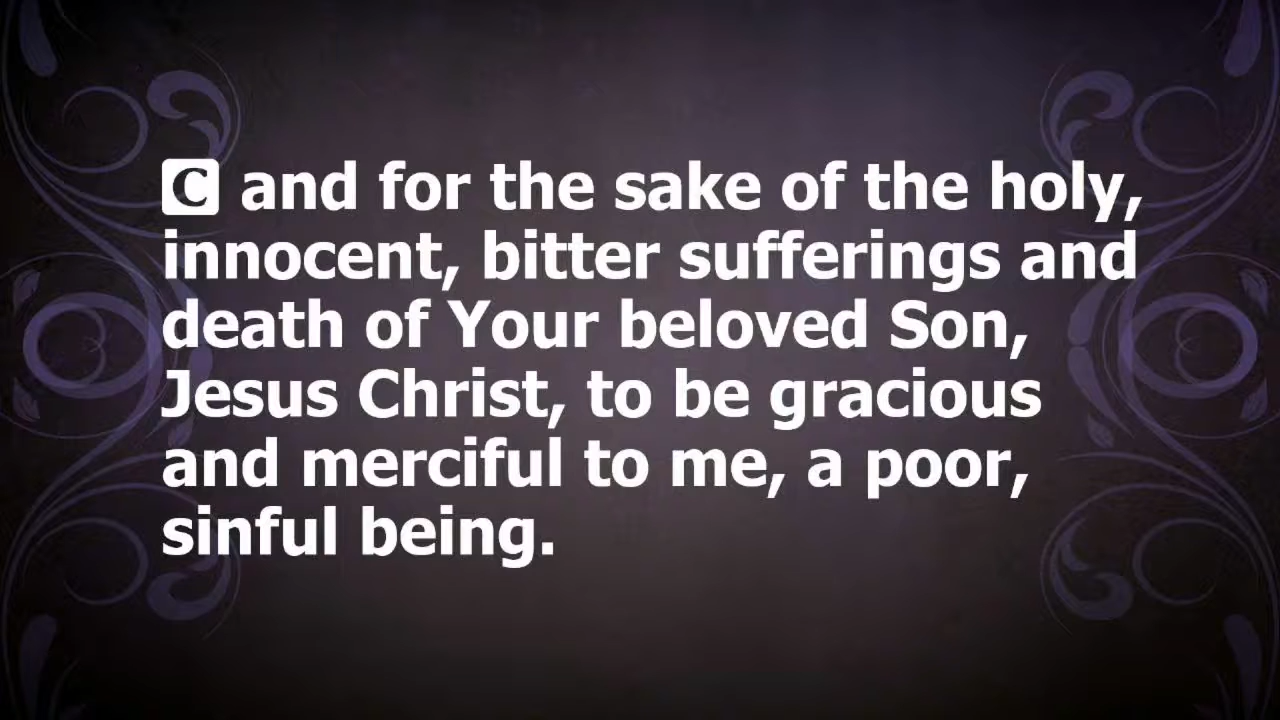 C and for the sake of the holy,
innocent, bitter sufferings and
death of Your beloved Son,
Jesus Christ, to be gracious
and merciful to me, a poor,
sinful being.